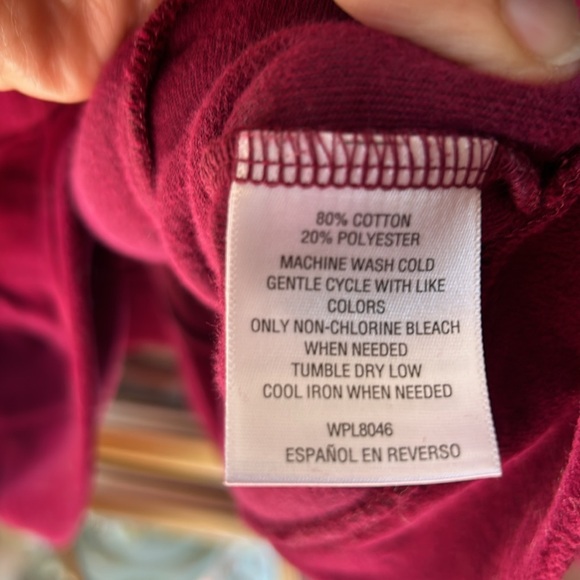 80% COTTON
20% POLYESTER
MACHINE WASH COLD
GENTLE CYCLE WITH LIKE
COLORS
ONLY NON-CHLORINE BLEACH
WHEN NEEDED
TUMBLE DRY LOW
COOL IRON WHEN NEEDED
WPL8046
ESPAÑOL EN REVERSO